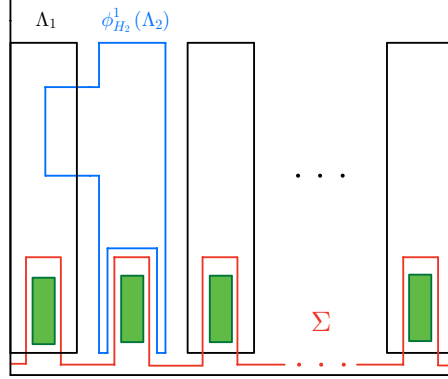 Λ₁ ϕ¹_{H₂}(Λ₂)
. . .
Σ
. . .